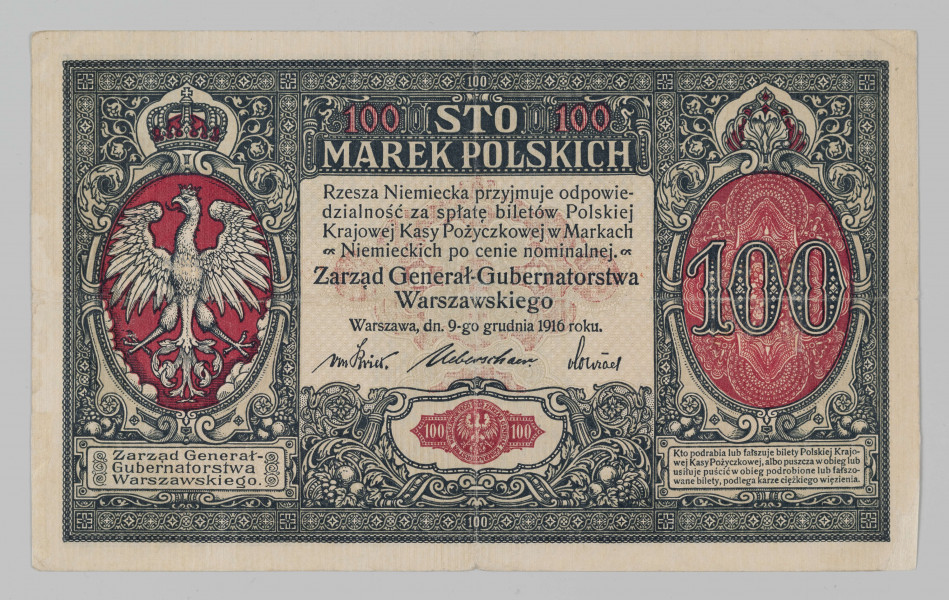 100
100 STO 100
MAREK POLSKICH
Rzesza Niemiecka przyjmuje odpowie-
dzialność za spłatę biletów Polskiej
Krajowej Kasy Pożyczkowej w Markach
Niemieckich po cenie nominalnej.
Zarząd Generał-Gubernatorstwa
Warszawskiego
Warszawa, dn. 9-go grudnia 1916 roku.
100
100 100
Zarząd Generał-
Gubernatorstwa
Warszawskiego.
Kto podrabia lub fałszuje bilety Polskiej Krajo-
wej Kasy Pożyczkowej, albo puszcza w obieg lub
usiłuje puścić w obieg podrobione lub fałszo-
wane bilety, podlega karze ciężkiego więzienia.
100